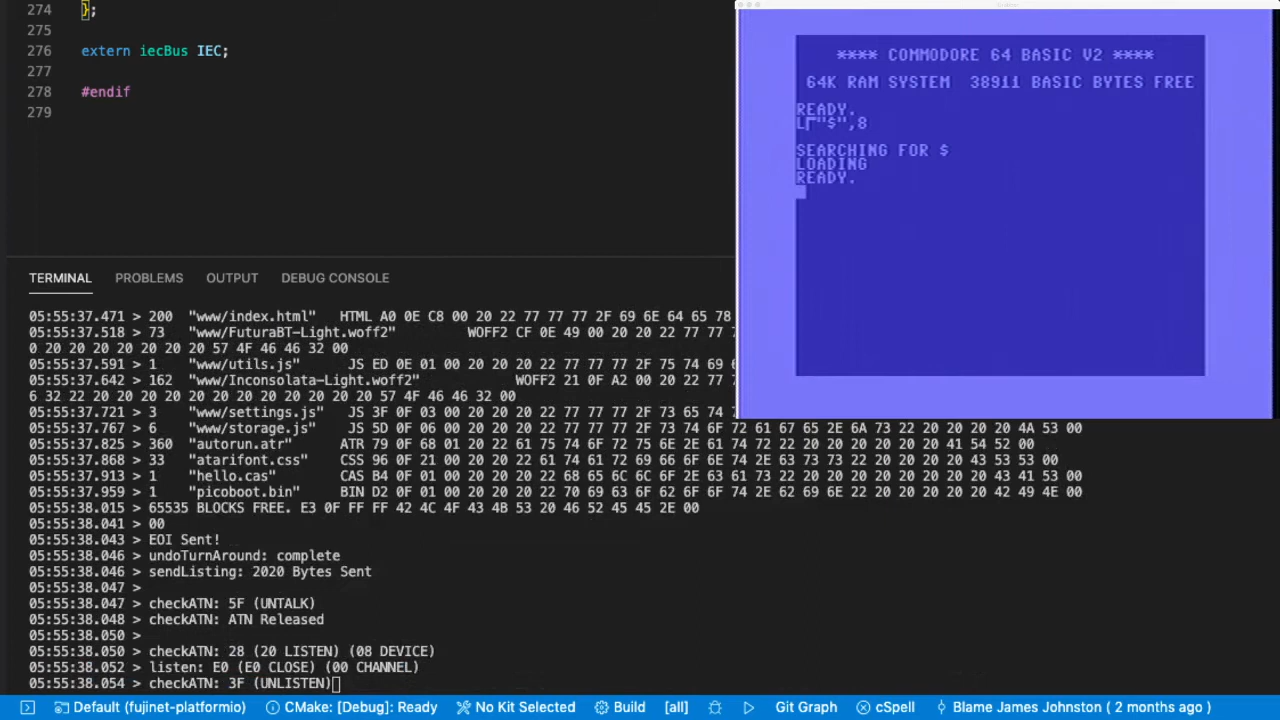 274 };
275
276 extern iecBus IEC;
277
278 #endif
279
**** COMMODORE 64 BASIC V2 ****
64K RAM SYSTEM 38911 BASIC BYTES FREE
READY.
L┌"$",8
SEARCHING FOR $
LOADING
READY.
TERMINAL PROBLEMS OUTPUT DEBUG CONSOLE
05:55:37.471 > 200 "www/index.html" HTML A0 0E C8 00 20 22 77 77 77 2F 69 6E 64 65 78
05:55:37.518 > 73 "www/FuturaBT-Light.woff2" WOFF2 CF 0E 49 00 20 20 22 77 77 7
0 20 20 20 20 20 20 57 4F 46 46 32 00
05:55:37.591 > 1 "www/utils.js" JS ED 0E 01 00 20 20 20 22 77 77 77 2F 75 74 69 6
05:55:37.642 > 162 "www/Inconsolata-Light.woff2" WOFF2 21 0F A2 00 20 22 77 7
6 32 22 20 20 20 20 20 20 20 20 20 20 20 57 4F 46 46 32 00
05:55:37.721 > 3 "www/settings.js" JS 3F 0F 03 00 20 20 20 22 77 77 77 2F 73 65 74 7
05:55:37.767 > 6 "www/storage.js" JS 5D 0F 06 00 20 20 20 22 77 77 77 2F 73 74 6F 72 61 67 65 2E 6A 73 22 20 20 20 20 4A 53 00
05:55:37.825 > 360 "autorun.atr" ATR 79 0F 68 01 20 22 61 75 74 6F 72 75 6E 2E 61 74 72 22 20 20 20 20 20 20 20 41 54 52 00
05:55:37.868 > 33 "atarifont.css" CSS 96 0F 21 00 20 20 22 61 74 61 72 69 66 6F 6E 74 2E 63 73 73 22 20 20 20 20 43 53 53 00
05:55:37.913 > 1 "hello.cas" CAS B4 0F 01 00 20 20 20 22 68 65 6C 6C 6F 2E 63 61 73 22 20 20 20 20 20 20 20 20 43 41 53 00
05:55:37.959 > 1 "picoboot.bin" BIN D2 0F 01 00 20 20 20 22 70 69 63 6F 62 6F 6F 74 2E 62 69 6E 22 20 20 20 20 20 42 49 4E 00
05:55:38.015 > 65535 BLOCKS FREE. E3 0F FF FF 42 4C 4F 43 4B 53 20 46 52 45 45 2E 00
05:55:38.041 > 00
05:55:38.043 > EOI Sent!
05:55:38.046 > undoTurnAround: complete
05:55:38.046 > sendListing: 2020 Bytes Sent
05:55:38.047 >
05:55:38.047 > checkATN: 5F (UNTALK)
05:55:38.048 > checkATN: ATN Released
05:55:38.050 >
05:55:38.050 > checkATN: 28 (20 LISTEN) (08 DEVICE)
05:55:38.052 > listen: E0 (E0 CLOSE) (00 CHANNEL)
05:55:38.054 > checkATN: 3F (UNLISTEN)
Default (fujinet-platformio) CMake: [Debug]: Ready No Kit Selected Build [all] Git Graph cSpell Blame James Johnston ( 2 months ago )